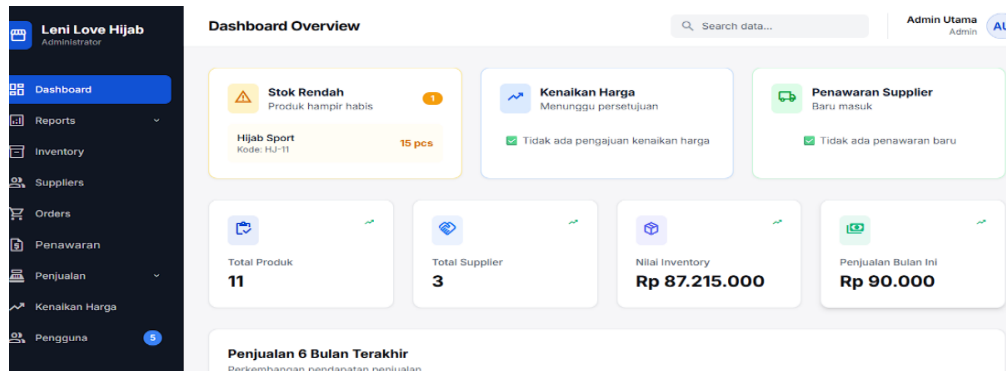 Leni Love Hijab
Administrator
Dashboard
Reports
Inventory
Suppliers
Orders
Penawaran
Penjualan
Kenaikan Harga
Pengguna 5
Dashboard Overview
Search data...
Admin Utama
Admin
Stok Rendah
Produk hampir habis
1
Hijab Sport
Kode: HJ-11
15 pcs
Kenaikan Harga
Menunggu persetujuan
Tidak ada pengajuan kenaikan harga
Penawaran Supplier
Baru masuk
Tidak ada penawaran baru
Total Produk
11
Total Supplier
3
Nilai Inventory
Rp 87.215.000
Penjualan Bulan Ini
Rp 90.000
Penjualan 6 Bulan Terakhir
Perkembangan pendapatan penjualan